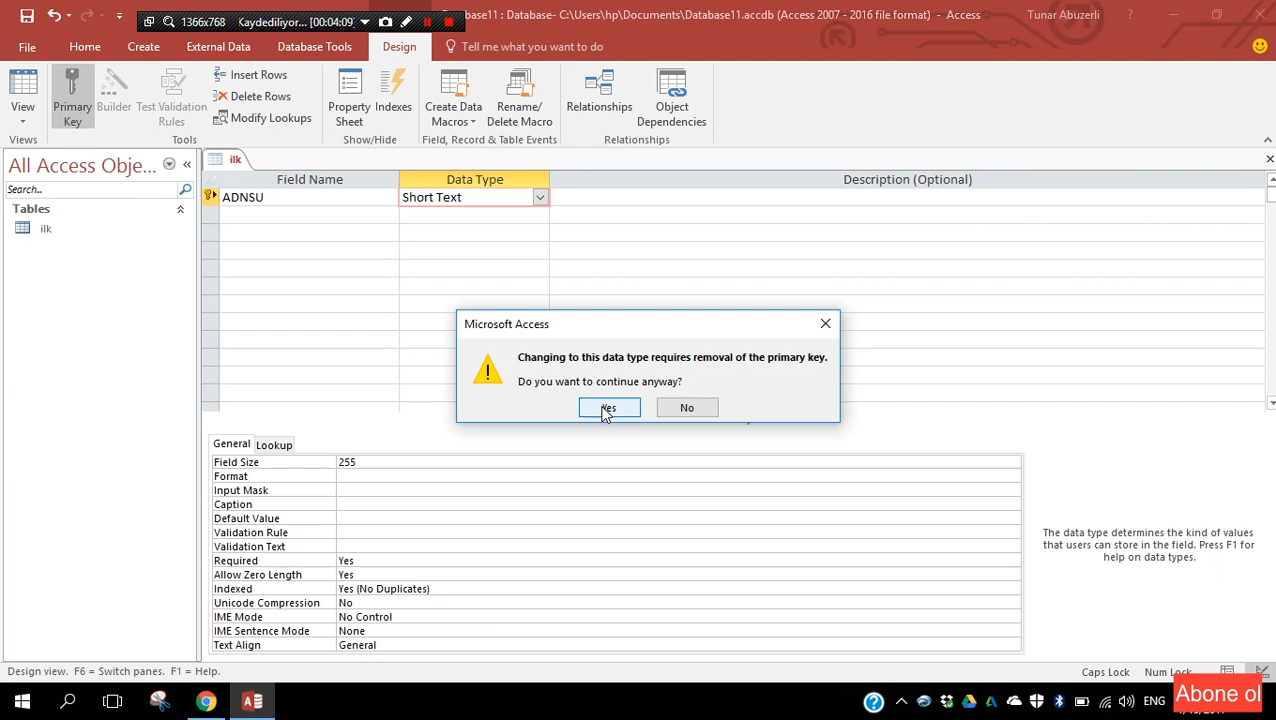 1366x768 Kaydediliyor... [00:04:09]
Database11: Database- C:\Users\hp\Documents\Database11.accdb (Access 2007 - 2016 file format) - Access
Tunar Abuzerli
?
File Home Create External Data Database Tools Design Tell me what you want to do
View
Primary Key
Builder
Test Validation Rules
Insert Rows
Delete Rows
Modify Lookups
Property Sheet
Indexes
Create Data Macros
Rename/ Delete Macro
Relationships
Object Dependencies
Views Tools Show/Hide Field, Record & Table Events Relationships
All Access Obje...
Search...
Tables
ilk
ilk
Field Name Data Type Description (Optional)
ADNSU Short Text
Microsoft Access
Changing to this data type requires removal of the primary key.
Do you want to continue anyway?
Yes No
General Lookup
Field Size 255
Format
Input Mask
Caption
Default Value
Validation Rule
Validation Text
Required Yes
Allow Zero Length Yes
Indexed Yes (No Duplicates)
Unicode Compression No
IME Mode No Control
IME Sentence Mode None
Text Align General
The data type determines the kind of values
that users can store in the field. Press F1 for
help on data types.
Design view. F6 = Switch panes. F1 = Help.
Caps Lock Num Lock
ENG
Abone ol